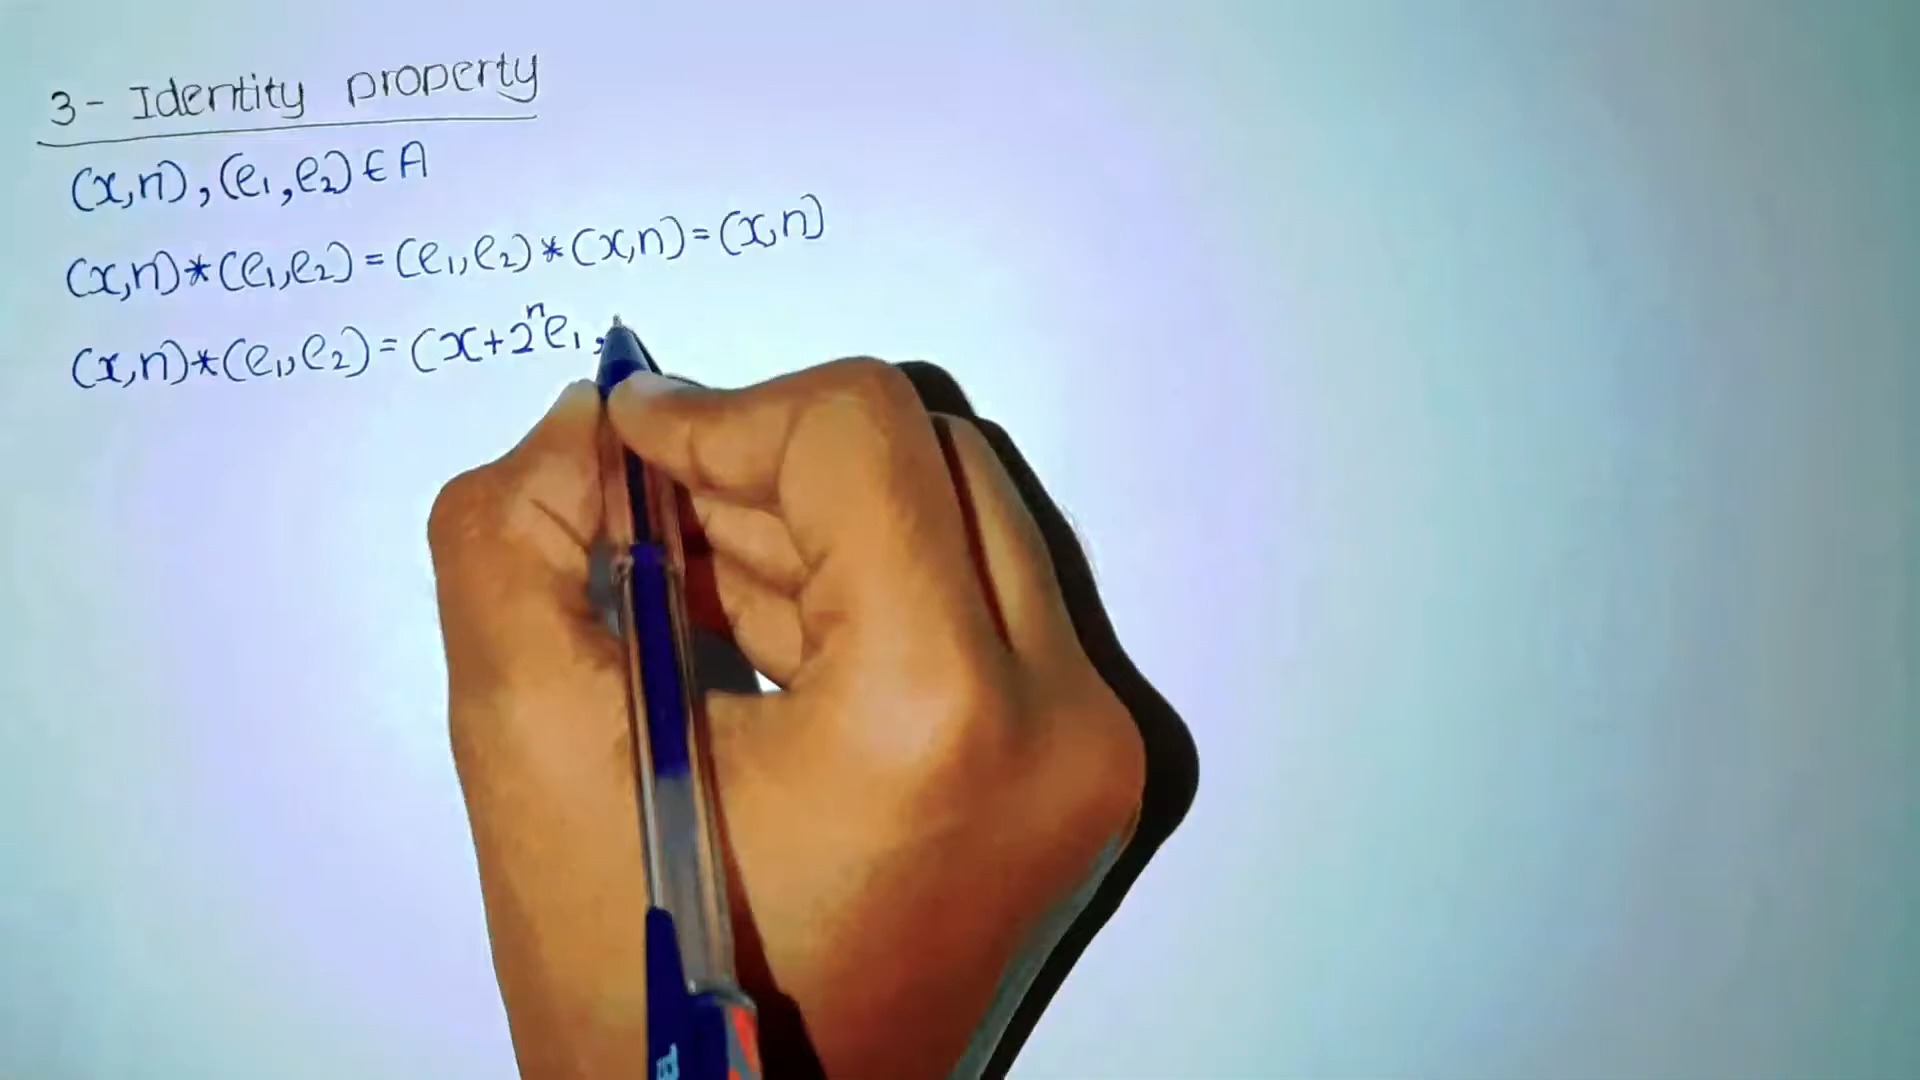 3- Identity property
(x,n),(e₁,e₂)∈A
(x,n)*(e₁,e₂)=(e₁,e₂)*(x,n)=(x,n)
(x,n)*(e₁,e₂)=(x+2ⁿe₁,